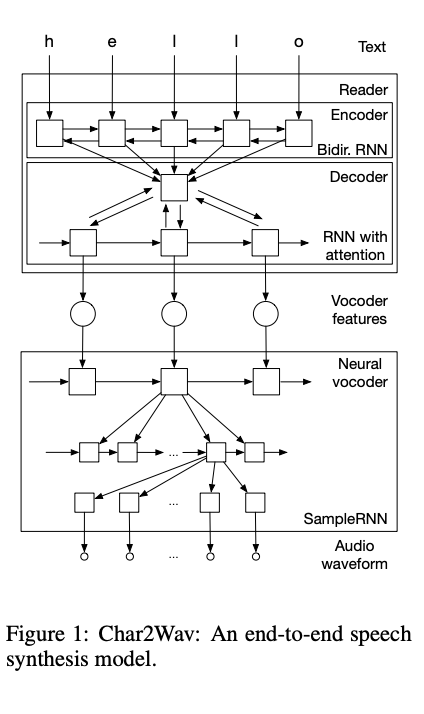 h e l l o Text
Reader
Encoder
Bidir. RNN
Decoder
RNN with
attention
Vocoder
features
Neural
vocoder
...
...
SampleRNN
...
Audio
waveform
Figure 1: Char2Wav: An end-to-end speech
synthesis model.